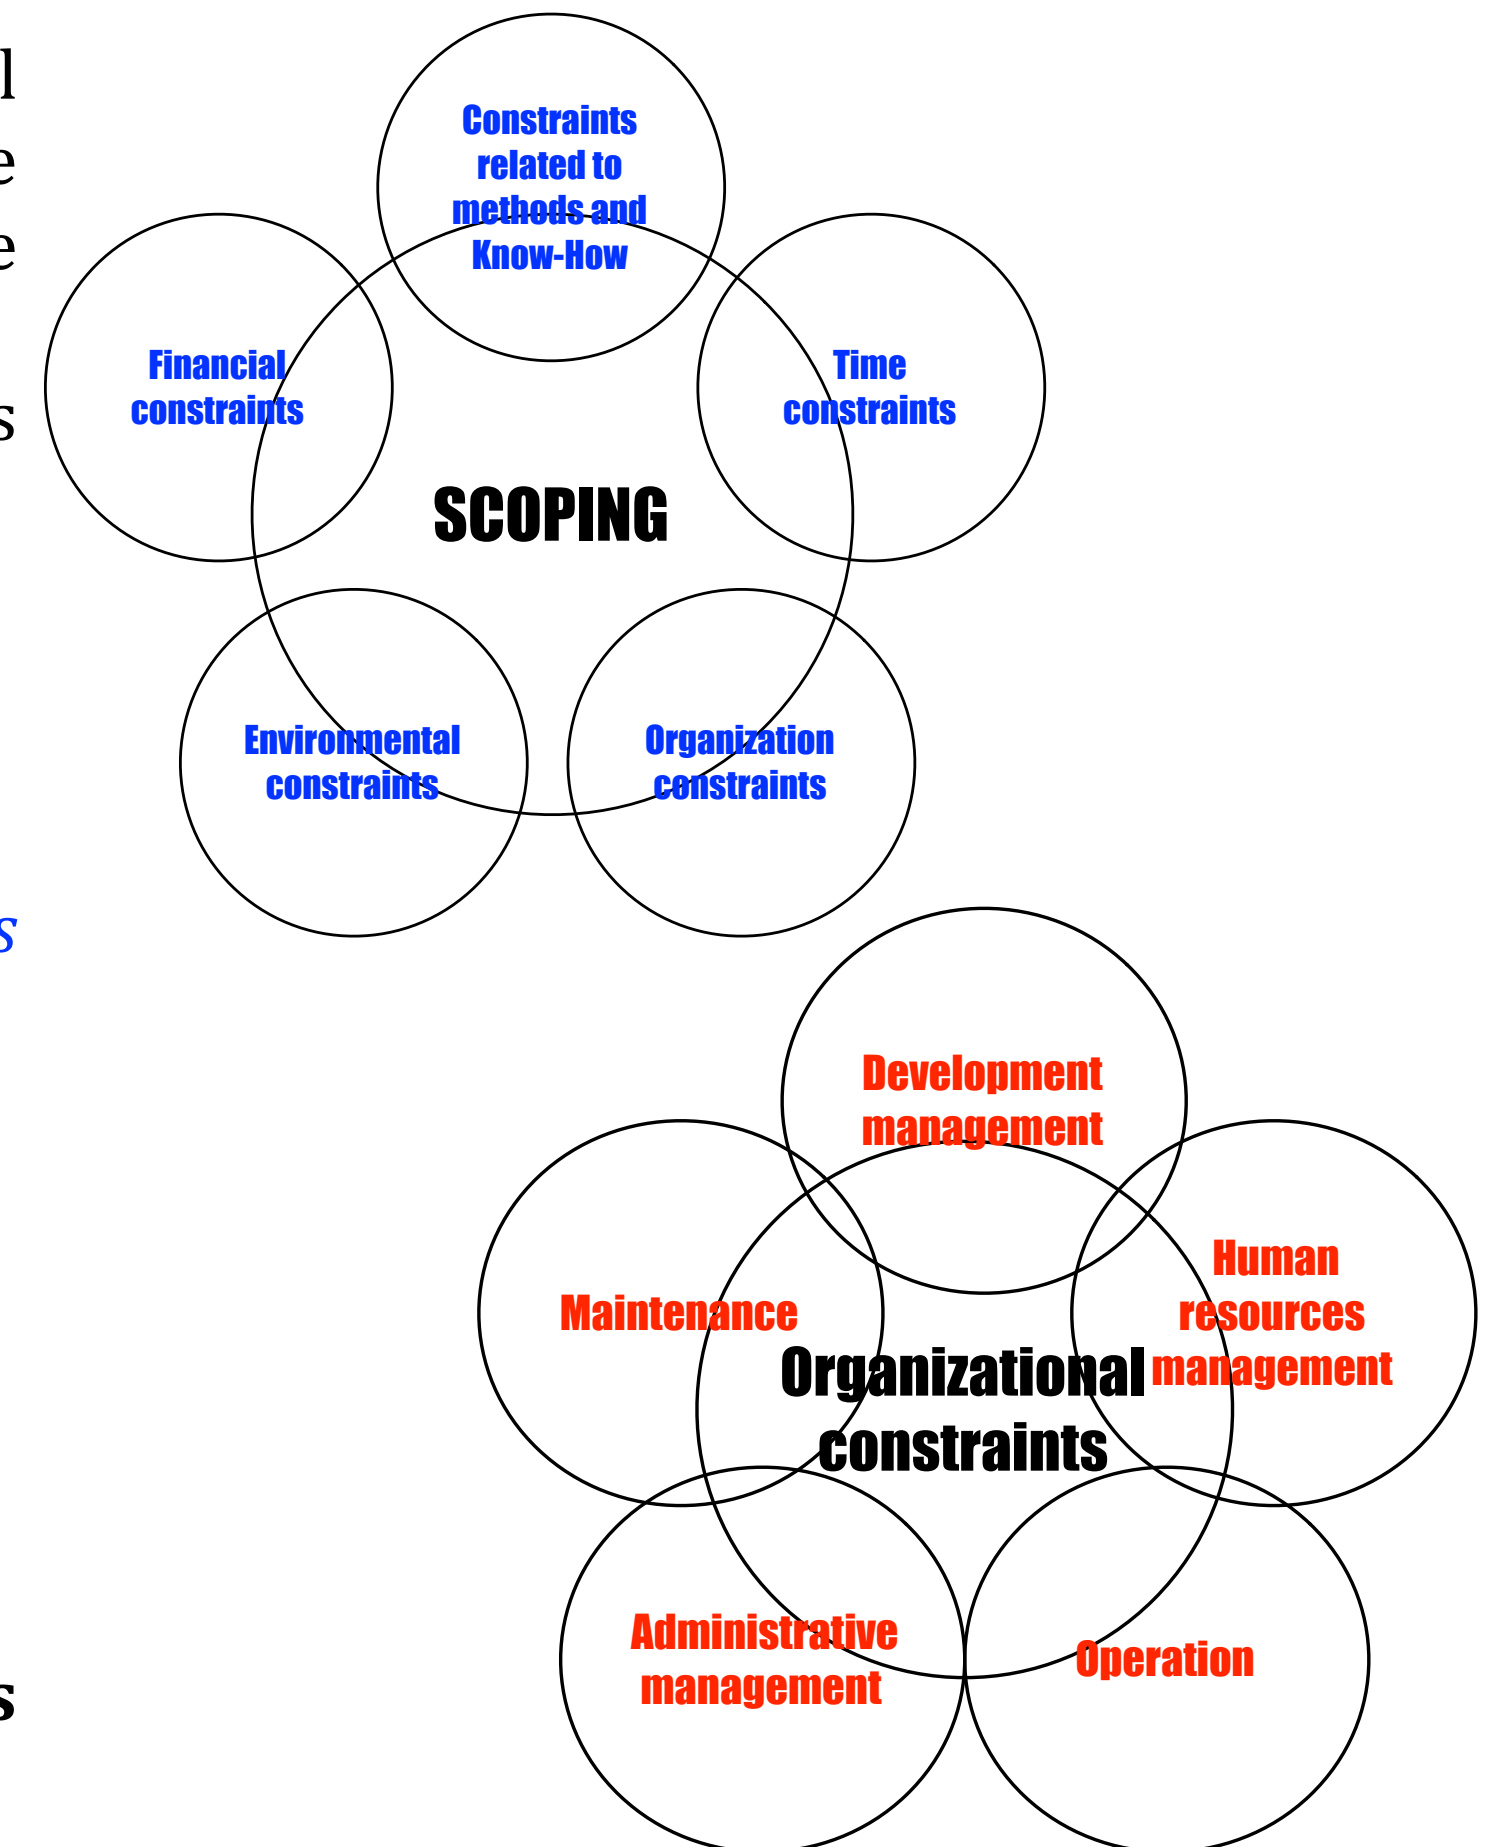 l
e
e
s
s
s
Constraints
related to
methods and
Know-How
Financial
constraints
Time
constraints
SCOPING
Environmental
constraints
Organization
constraints
Development
management
Human
resources
management
Maintenance
Organizational
constraints
Administrative
management
Operation